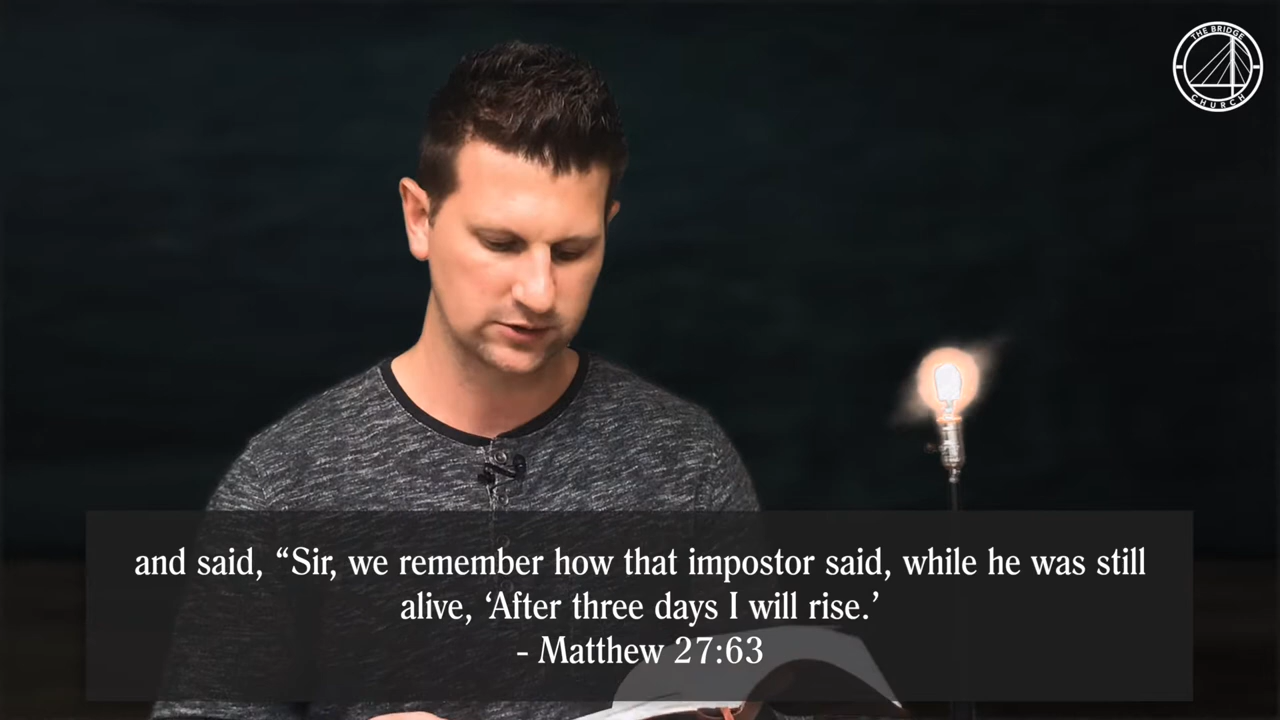 THE BRIDGE
CHURCH
and said, “Sir, we remember how that impostor said, while he was still
alive, ‘After three days I will rise.’
- Matthew 27:63